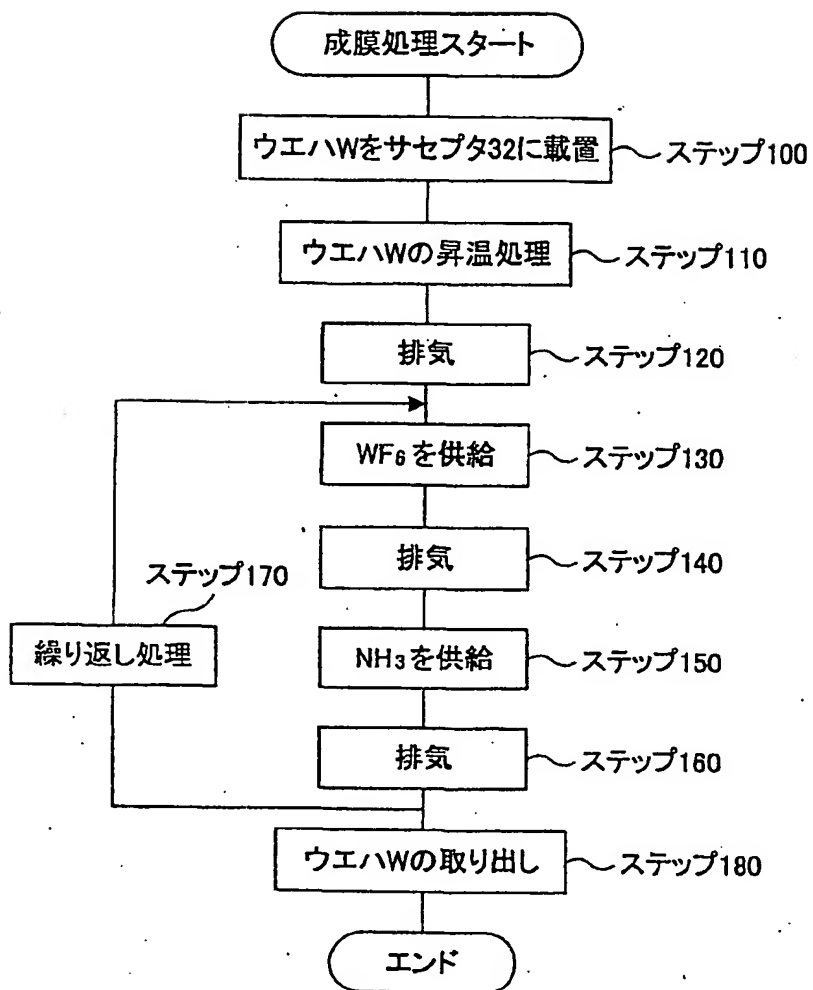 成膜処理スタート
ウエハWをサセプタ32に載置
ステップ100
ウエハWの昇温処理
ステップ110
排気
ステップ120
WF₆を供給
ステップ130
排気
ステップ140
ステップ170
繰り返し処理
NH₃を供給
ステップ150
排気
ステップ160
ウエハWの取り出し
ステップ180
エンド